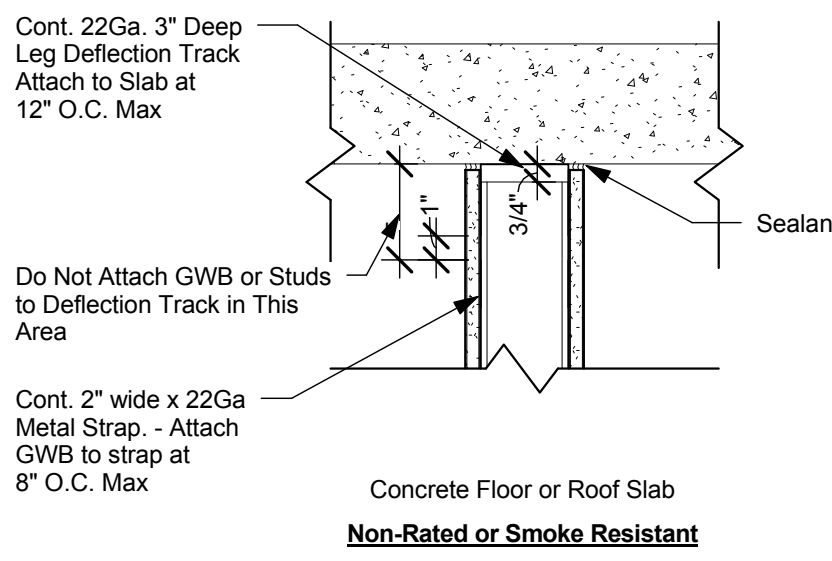 Cont. 22Ga. 3" Deep
Leg Deflection Track
Attach to Slab at
12" O.C. Max
1"
3/4"
Sealan
Do Not Attach GWB or Studs
to Deflection Track in This
Area
Cont. 2" wide x 22Ga
Metal Strap. - Attach
GWB to strap at
8" O.C. Max
Concrete Floor or Roof Slab
Non-Rated or Smoke Resistant